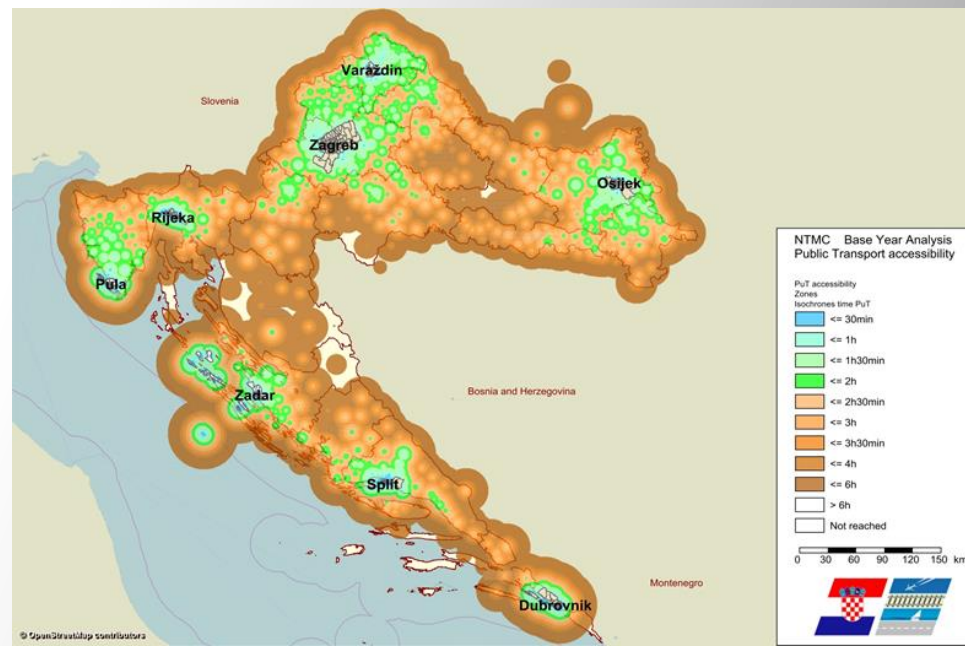 Slovenia
Varaždin
Zagreb
Osijek
Rijeka
Pula
Zadar
Bosnia and Herzegovina
Split
Montenegro
Dubrovnik
© OpenStreetMap contributors
NTMC Base Year Analysis
Public Transport accessibility
PuT accessibility
Zones
Isochrones time PuT
<= 30min
<= 1h
<= 1h30min
<= 2h
<= 2h30min
<= 3h
<= 3h30min
<= 4h
<= 6h
> 6h
Not reached
0 30 60 90 120 150 km